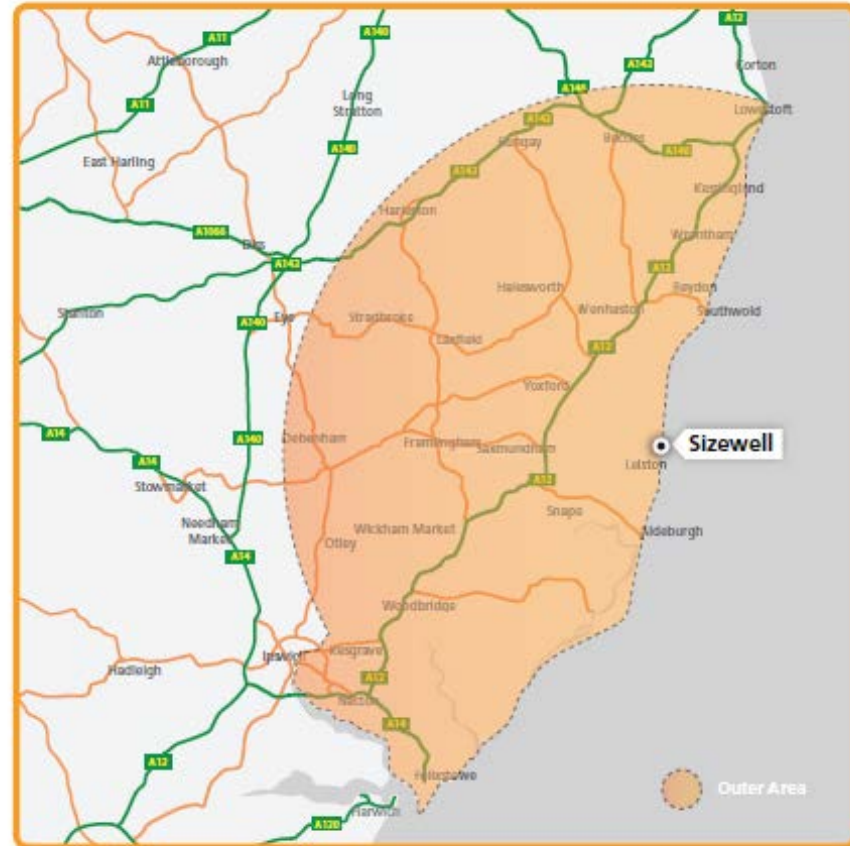 A11
A140
A12
Attleborough
A143
Corton
A11
Long
Stratton
A146
Lowestoft
A143
Bungay
Beccles
A140
East Harling
A146
A143
Kessingland
Harleston
A1066
Wrentham
Diss
A143
A12
Reydon
Halesworth
Stanton
Eye
Stradbroke
Wenhaston
Southwold
A140
Laxfield
A12
Yoxford
A14
A140
Debenham
Framlingham
Saxmundham
Sizewell
A14
Leiston
Stowmarket
A12
Snape
Needham
Market
Wickham Market
Aldeburgh
Otley
A14
Woodbridge
Ipswich
Kesgrave
Hadleigh
A12
Nacton
A14
A12
Felixstowe
Outer Area
Harwich
A120